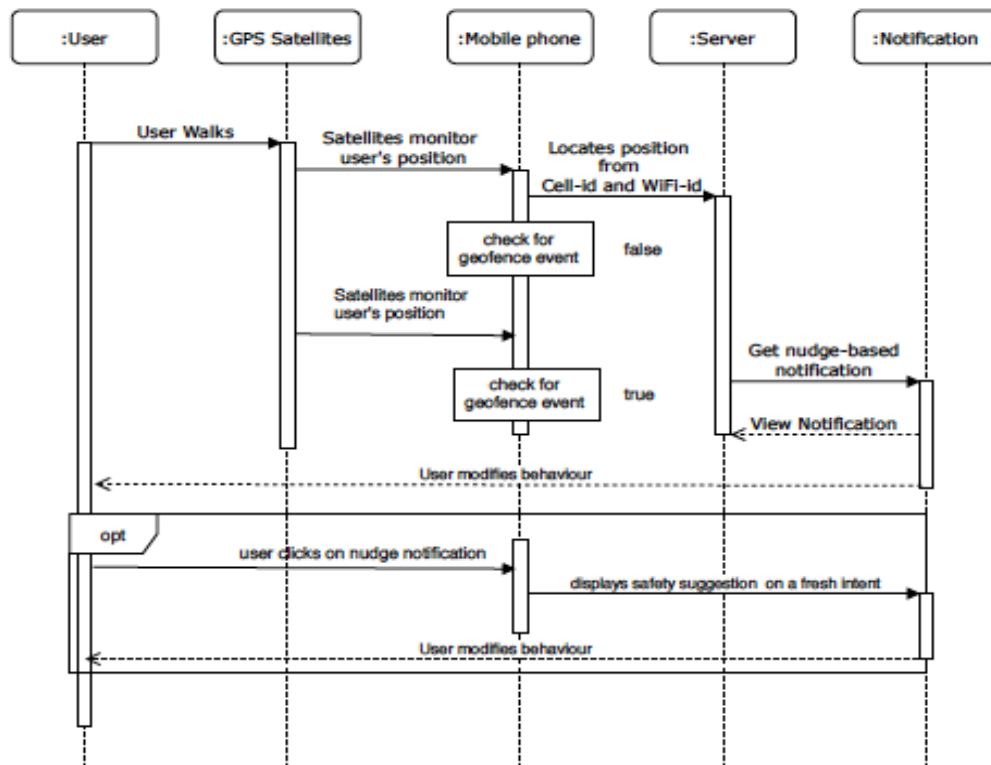 :User
:GPS Satellites
:Mobile phone
:Server
:Notification
User Walks
Satellites monitor
user's position
Locates position
from
Cell-id and WiFi-id
check for
geofence event
false
Satellites monitor
user's position
Get nudge-based
notification
check for
geofence event
true
View Notification
User modifies behaviour
opt
user clicks on nudge notification
displays safety suggestion on a fresh intent
User modifies behaviour